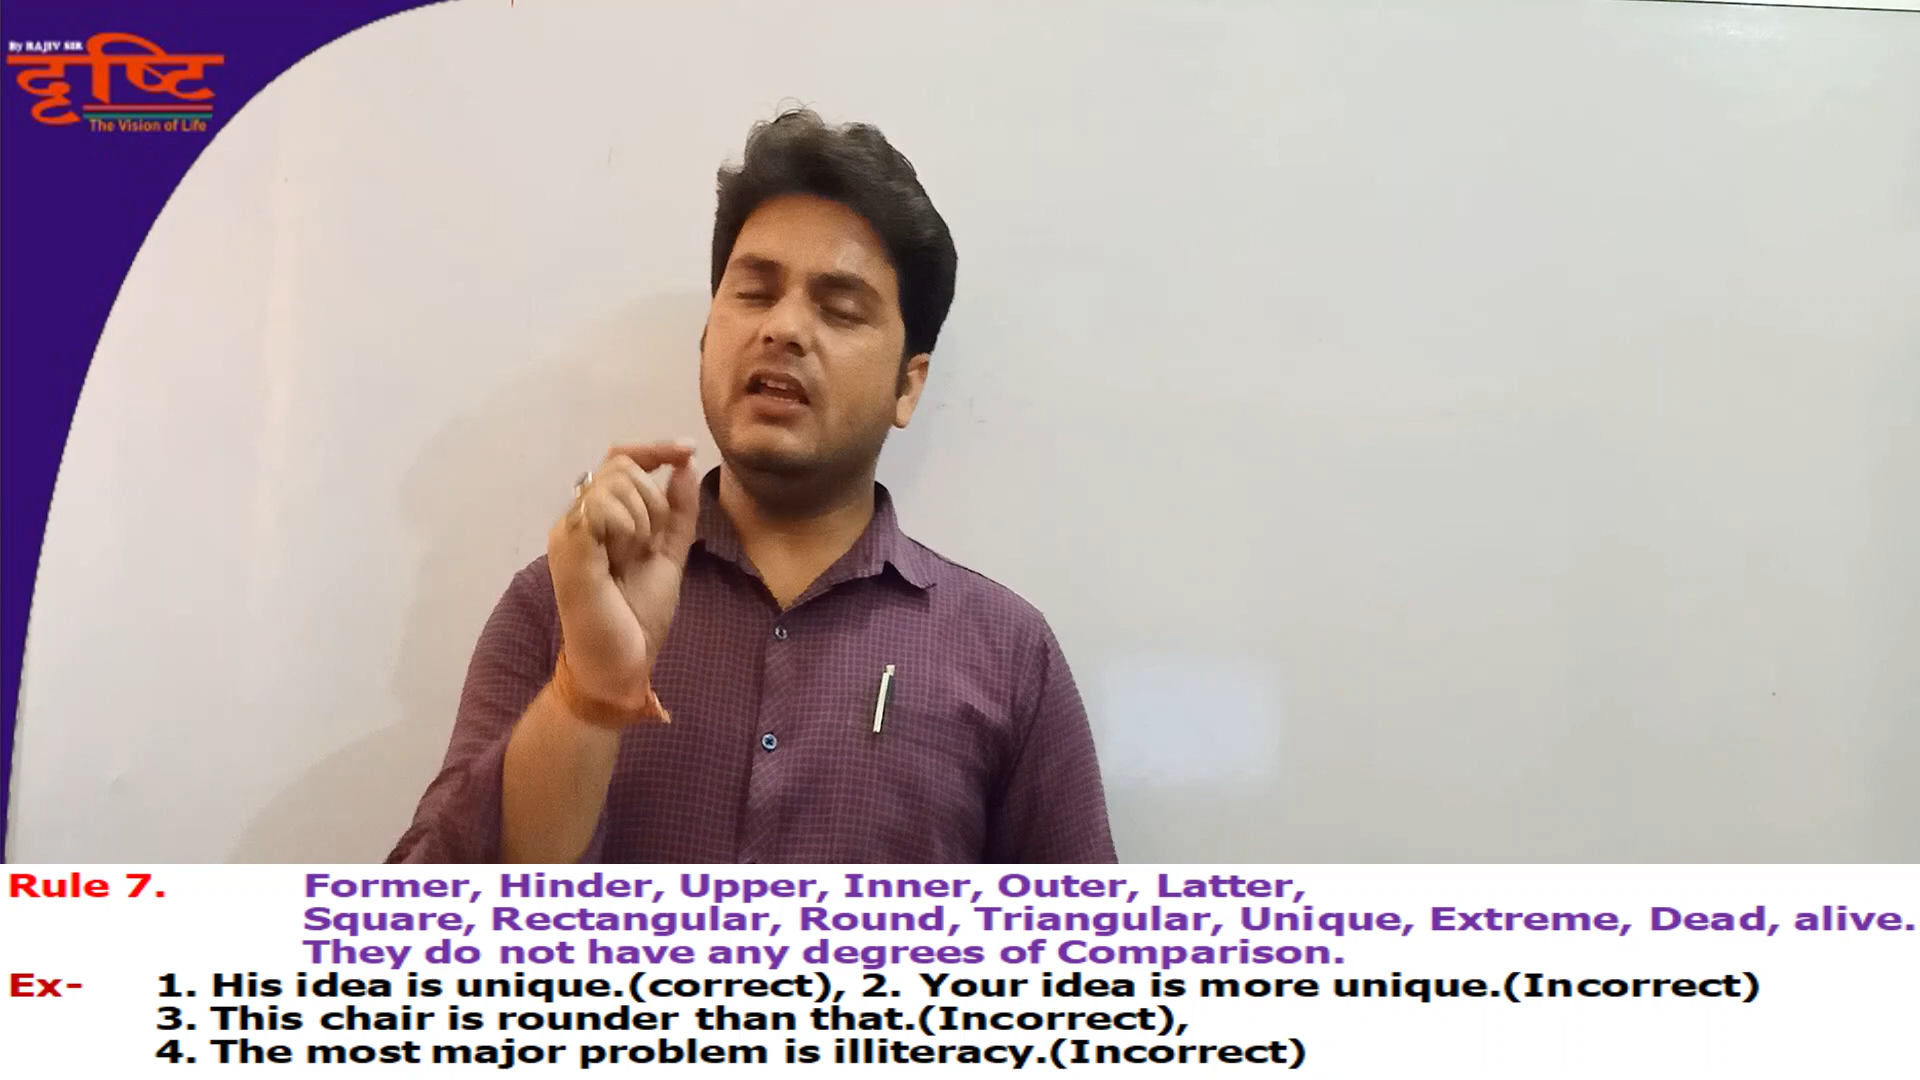 By RAJIV SIR
दृष्टि
The Vision of Life
Rule 7. Former, Hinder, Upper, Inner, Outer, Latter,
Square, Rectangular, Round, Triangular, Unique, Extreme, Dead, alive.
They do not have any degrees of Comparison.
Ex- 1. His idea is unique.(correct), 2. Your idea is more unique.(Incorrect)
3. This chair is rounder than that.(Incorrect),
4. The most major problem is illiteracy.(Incorrect)